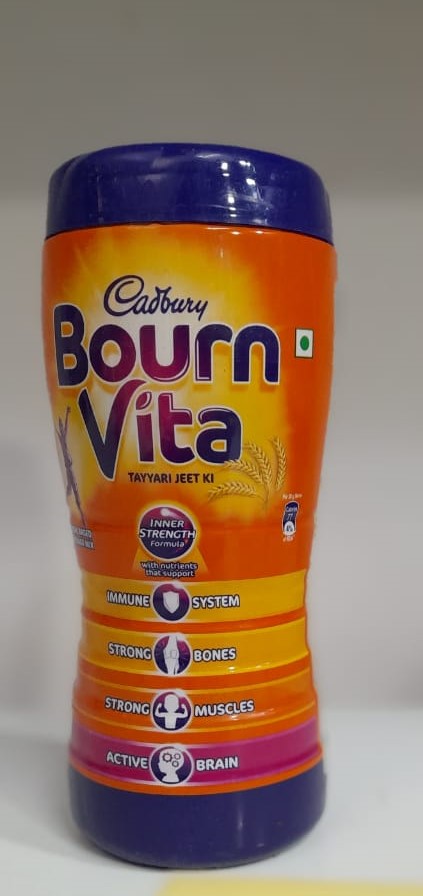 Cadbury
Bourn
Vita
TAYYARI JEET KI
INNER
STRENGTH
Formula
with nutrients
that support
IMMUNE SYSTEM
STRONG BONES
STRONG MUSCLES
ACTIVE BRAIN